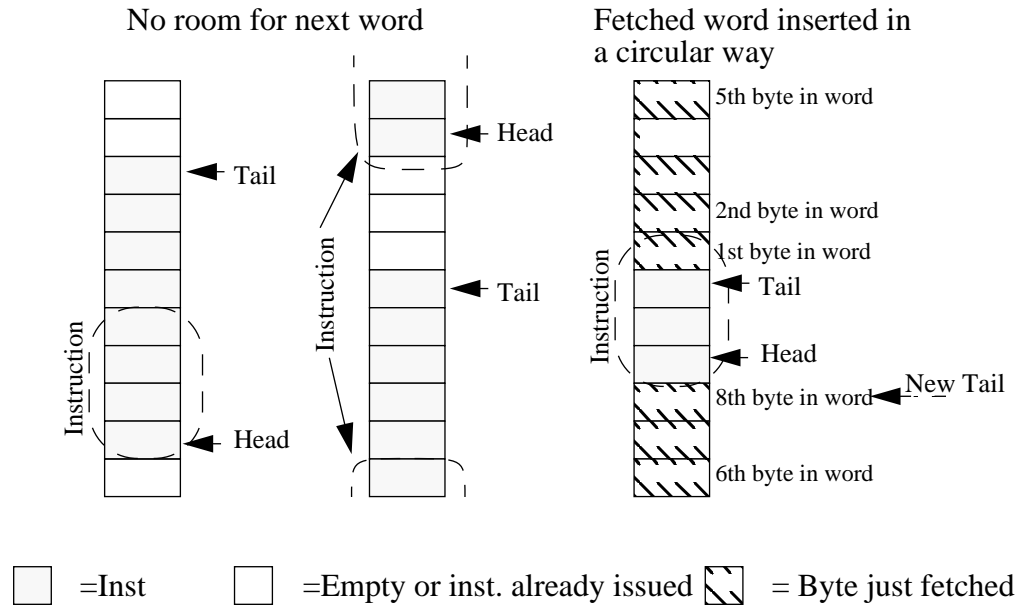 No room for next word
Fetched word inserted in
a circular way
Tail
Instruction
Head
Head
Instruction
Tail
5th byte in word
2nd byte in word
1st byte in word
Instruction
Tail
Head
8th byte in word
New Tail
6th byte in word
=Inst
=Empty or inst. already issued
= Byte just fetched